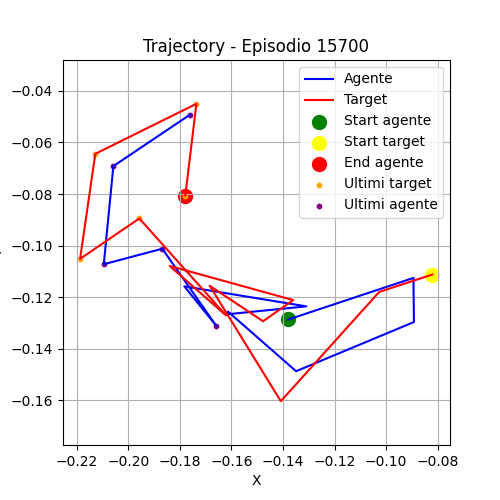 Trajectory - Episodio 15700
Agente
Target
Start agente
Start target
End agente
Ultimi target
Ultimi agente
−0.04
−0.06
−0.08
−0.10
−0.12
−0.14
−0.16
−0.22 −0.20 −0.18 −0.16 −0.14 −0.12 −0.10 −0.08
X